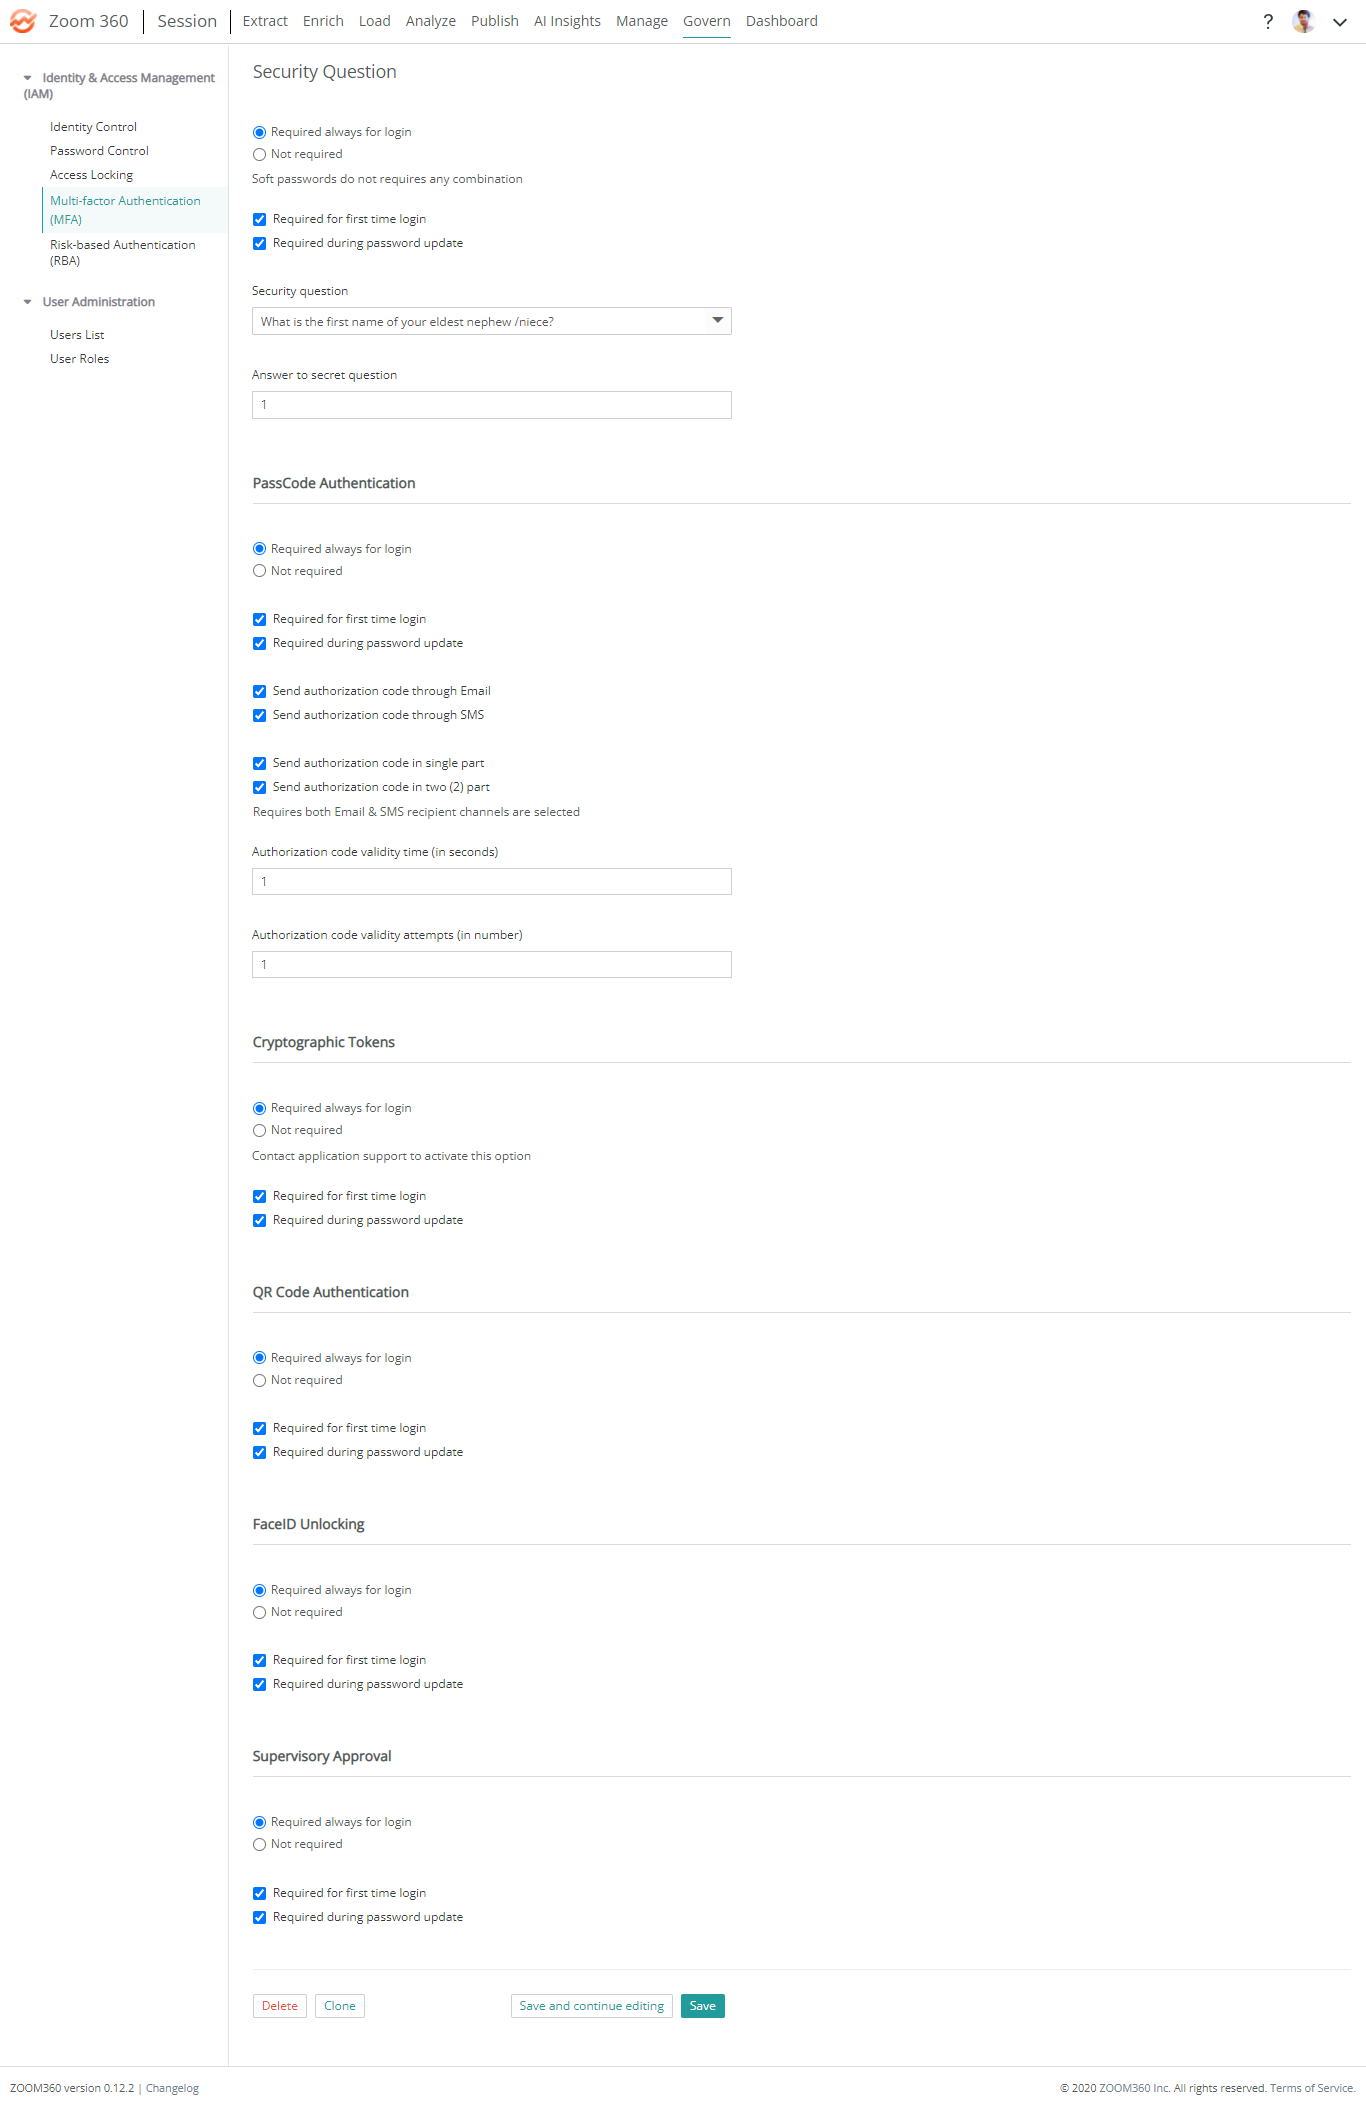 Zoom 360 | Session | Extract Enrich Load Analyze Publish AI Insights Manage Govern Dashboard ?
Identity & Access Management
(IAM)
Identity Control
Password Control
Access Locking
Multi-factor Authentication
(MFA)
Risk-based Authentication
(RBA)
User Administration
Users List
User Roles
Security Question
Required always for login
Not required
Soft passwords do not requires any combination
Required for first time login
Required during password update
Security question
What is the first name of your eldest nephew /niece?
Answer to secret question
1
PassCode Authentication
Required always for login
Not required
Required for first time login
Required during password update
Send authorization code through Email
Send authorization code through SMS
Send authorization code in single part
Send authorization code in two (2) part
Requires both Email & SMS recipient channels are selected
Authorization code validity time (in seconds)
1
Authorization code validity attempts (in number)
1
Cryptographic Tokens
Required always for login
Not required
Contact application support to activate this option
Required for first time login
Required during password update
QR Code Authentication
Required always for login
Not required
Required for first time login
Required during password update
FaceID Unlocking
Required always for login
Not required
Required for first time login
Required during password update
Supervisory Approval
Required always for login
Not required
Required for first time login
Required during password update
Delete Clone Save and continue editing Save
ZOOM360 version 0.12.2 | Changelog © 2020 ZOOM360 Inc. All rights reserved. Terms of Service.